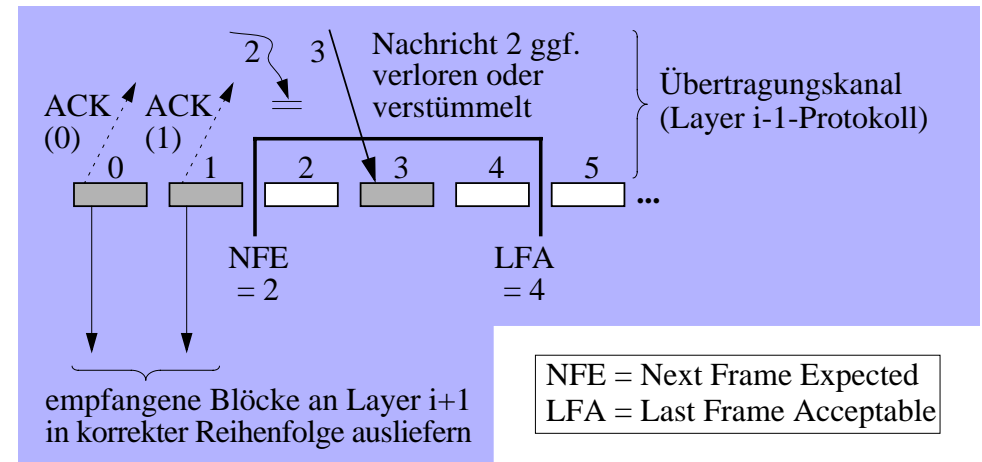 2
3
Nachricht 2 ggf.
verloren oder
verstümmelt
Übertragungskanal
(Layer i-1-Protokoll)
ACK
(0)
ACK
(1)
0
1
2
3
4
5
...
NFE
= 2
LFA
= 4
empfangene Blöcke an Layer i+1
in korrekter Reihenfolge ausliefern
NFE = Next Frame Expected
LFA = Last Frame Acceptable